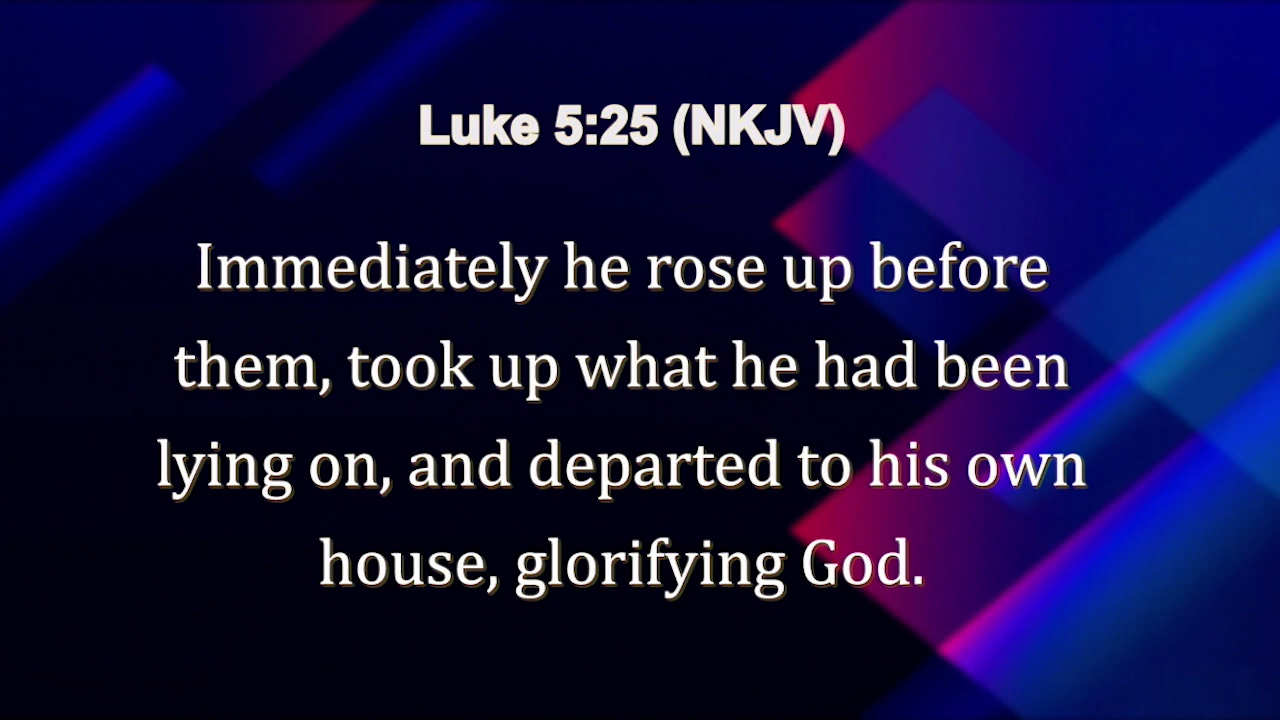 Luke 5:25 (NKJV)
Immediately he rose up before
them, took up what he had been
lying on, and departed to his own
house, glorifying God.